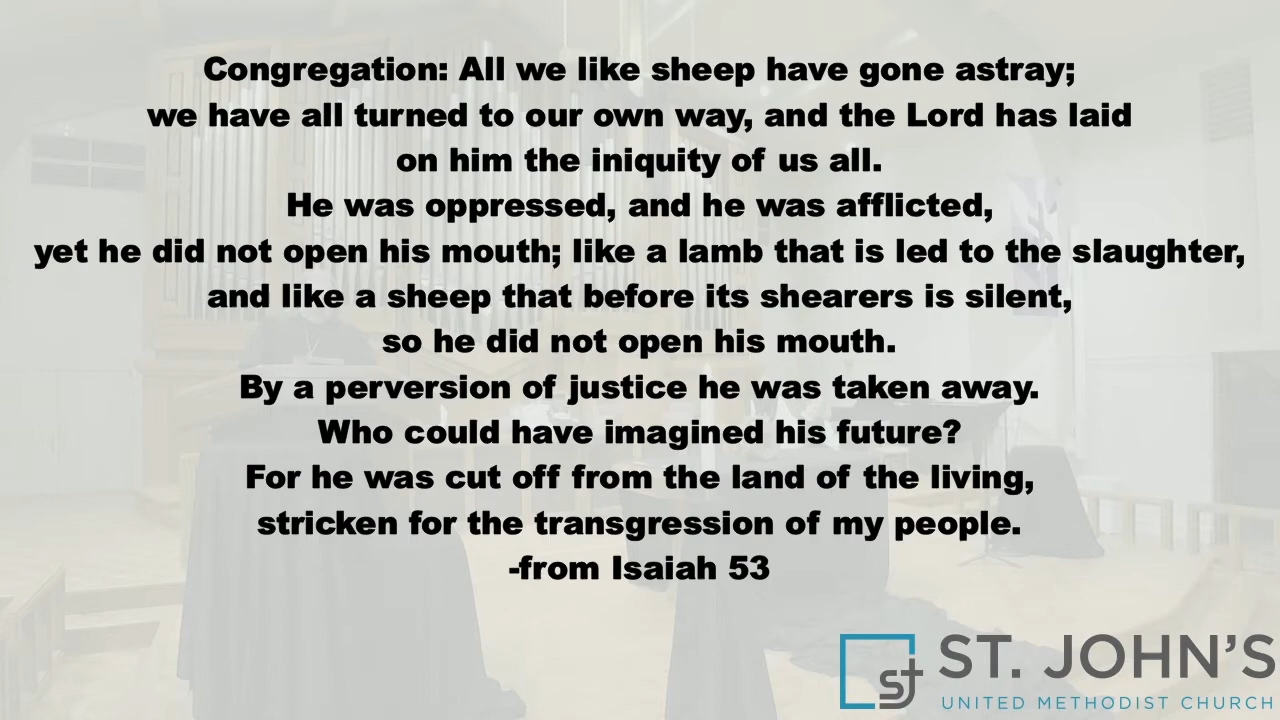 Congregation: All we like sheep have gone astray;
we have all turned to our own way, and the Lord has laid
on him the iniquity of us all.
He was oppressed, and he was afflicted,
yet he did not open his mouth; like a lamb that is led to the slaughter,
and like a sheep that before its shearers is silent,
so he did not open his mouth.
By a perversion of justice he was taken away.
Who could have imagined his future?
For he was cut off from the land of the living,
stricken for the transgression of my people.
-from Isaiah 53
sj
ST. JOHN'S
UNITED METHODIST CHURCH